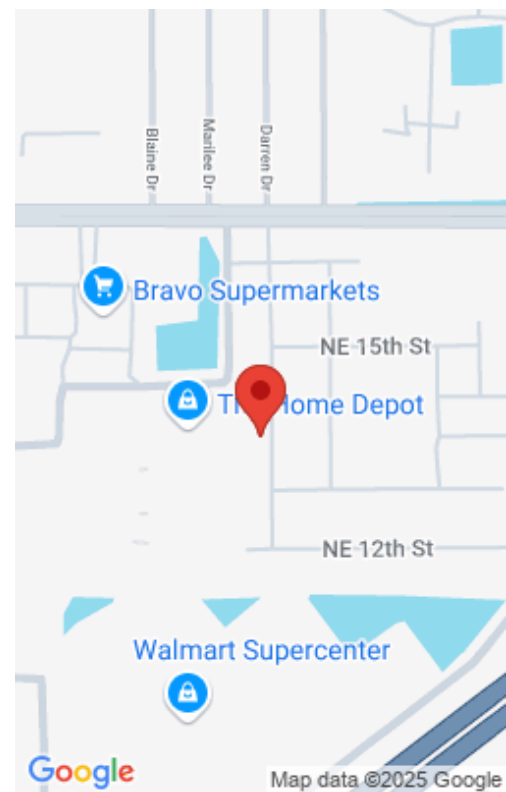 Blaine Dr
Marilee Dr
Darren Dr
Bravo Supermarkets
NE 15th St
The Home Depot
NE 12th St
Walmart Supercenter
Google
Map data ©2025 Google